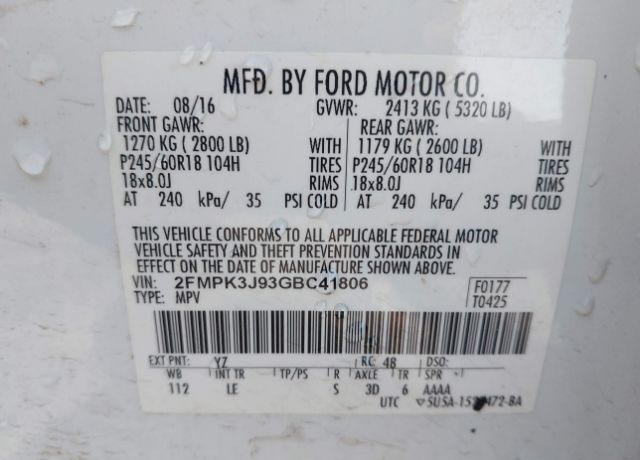 MFD. BY FORD MOTOR CO.
DATE: 08/16 GVWR: 2413 KG ( 5320 LB)
FRONT GAWR: REAR GAWR:
1270 KG ( 2800 LB) WITH 1179 KG ( 2600 LB) WITH
P245/60R18 104H TIRES P245/60R18 104H TIRES
18x8.0J RIMS 18x8.0J RIMS
AT 240 kPa/ 35 PSI COLD AT 240 kPa/ 35 PSI COLD
THIS VEHICLE CONFORMS TO ALL APPLICABLE FEDERAL MOTOR
VEHICLE SAFETY AND THEFT PREVENTION STANDARDS IN
EFFECT ON THE DATE OF MANUFACTURE SHOWN ABOVE.
VIN: 2FMPK3J93GBC41806 F0177
TYPE: MPV T0425
EXT PNT: YZ RC: 48 DSO:
WB INT TR TP/PS R AXLE TR SPR
112 LE S 3D 6 AAAA
UTC